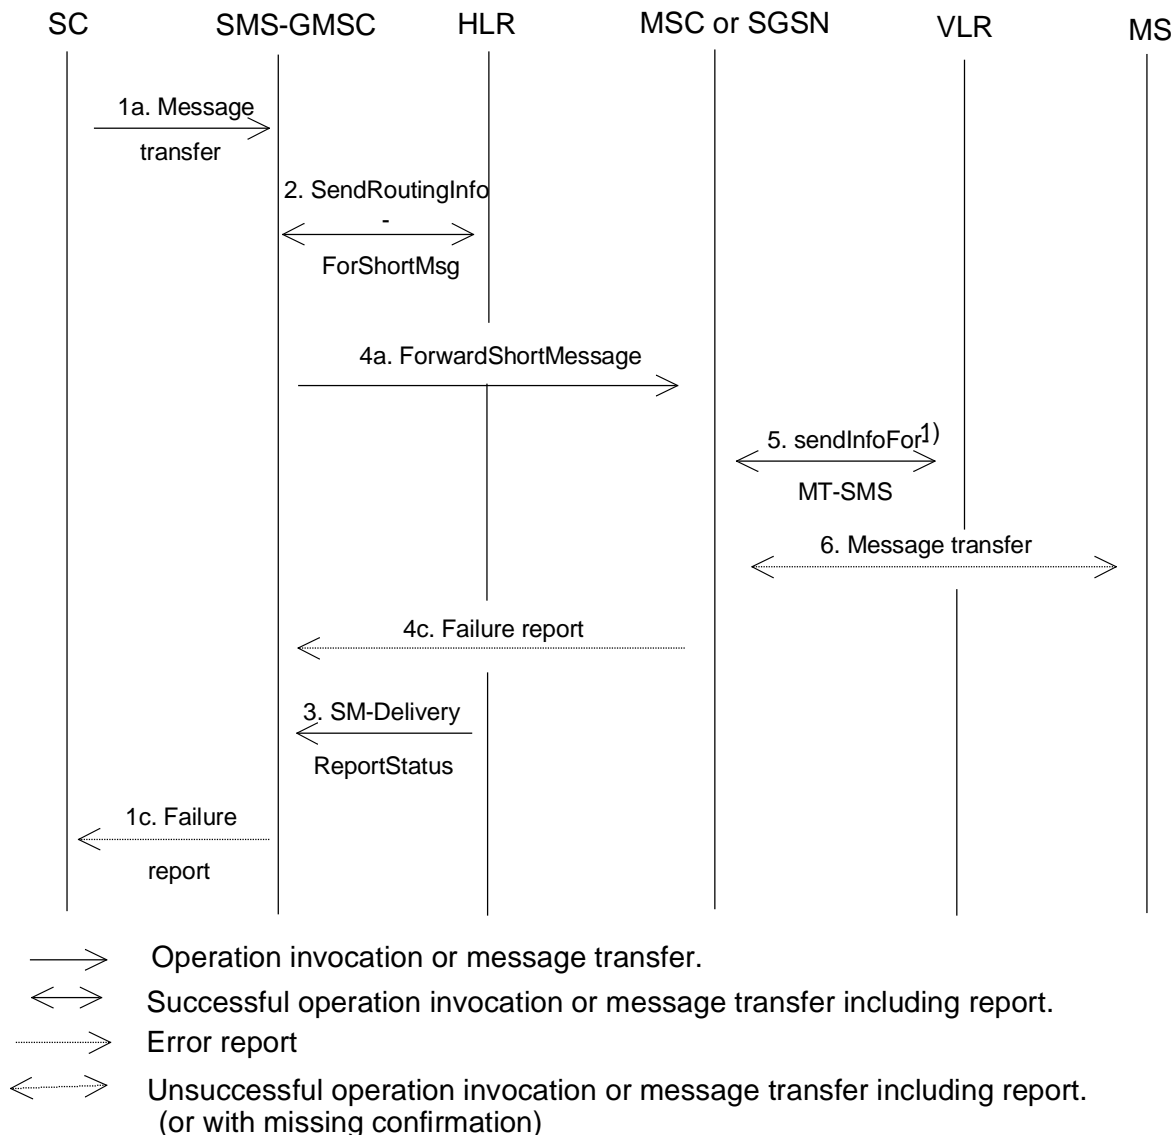 SC SMS-GMSC HLR MSC or SGSN VLR MS
1a. Message
transfer
2. SendRoutingInfo
-
ForShortMsg
4a. ForwardShortMessage
5. sendInfoFor- 1)
MT-SMS
6. Message transfer
4c. Failure report
3. SM-Delivery
ReportStatus
1c. Failure
report
Operation invocation or message transfer.
Successful operation invocation or message transfer including report.
Error report
Unsuccessful operation invocation or message transfer including report.
(or with missing confirmation)